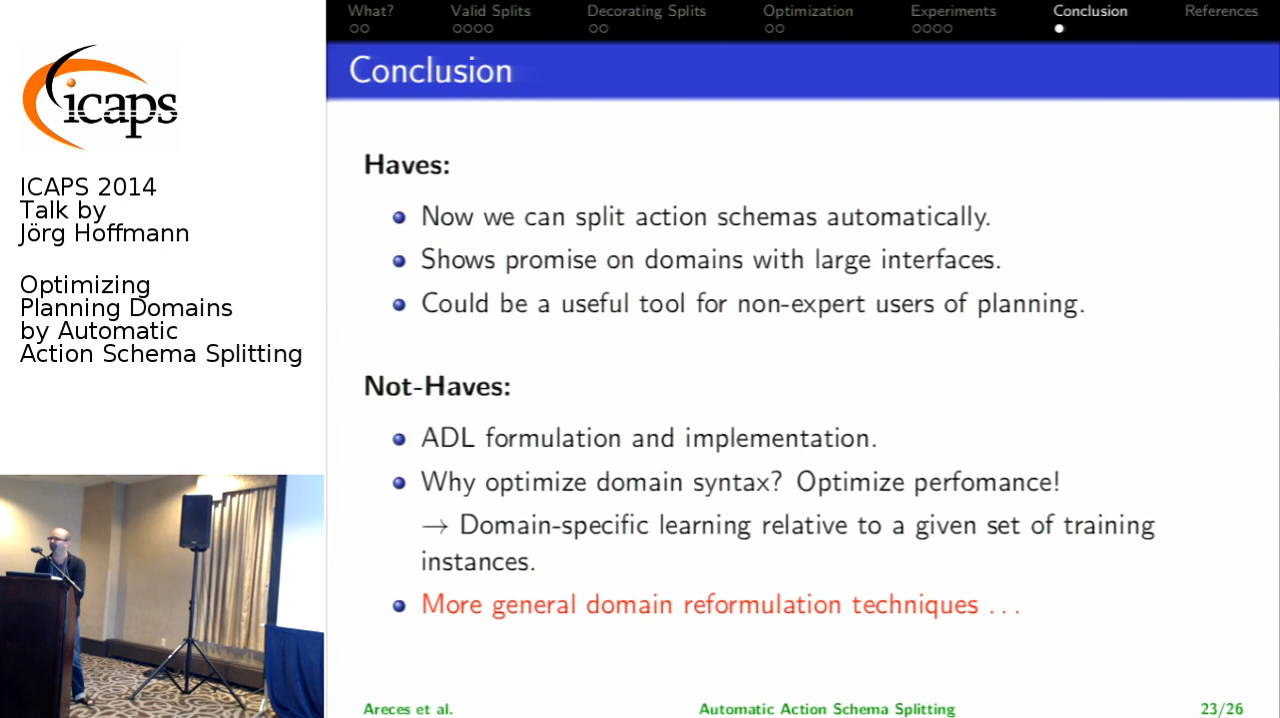 icaps
ICAPS 2014
Talk by
Jörg Hoffmann
Optimizing
Planning Domains
by Automatic
Action Schema Splitting
What? Valid Splits Decorating Splits Optimization Experiments Conclusion References
Conclusion
Haves:
Now we can split action schemas automatically.
Shows promise on domains with large interfaces.
Could be a useful tool for non-expert users of planning.
Not-Haves:
ADL formulation and implementation.
Why optimize domain syntax? Optimize perfomance!
→ Domain-specific learning relative to a given set of training
instances.
More general domain reformulation techniques . . .
Areces et al. Automatic Action Schema Splitting 23/26